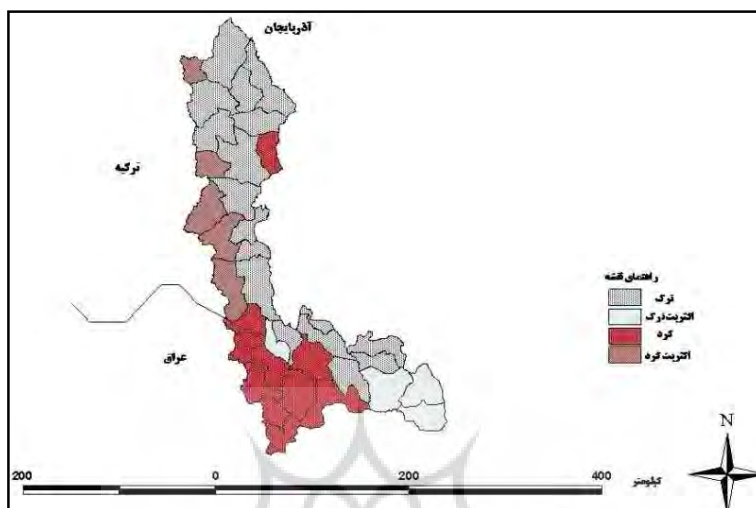 آذربایجان
ترکیه
عراق
راهنمای نقشه
ترک
اکثریت ترک
کرد
اکثریت کرد
N
200 0 200 400
کیلومتر